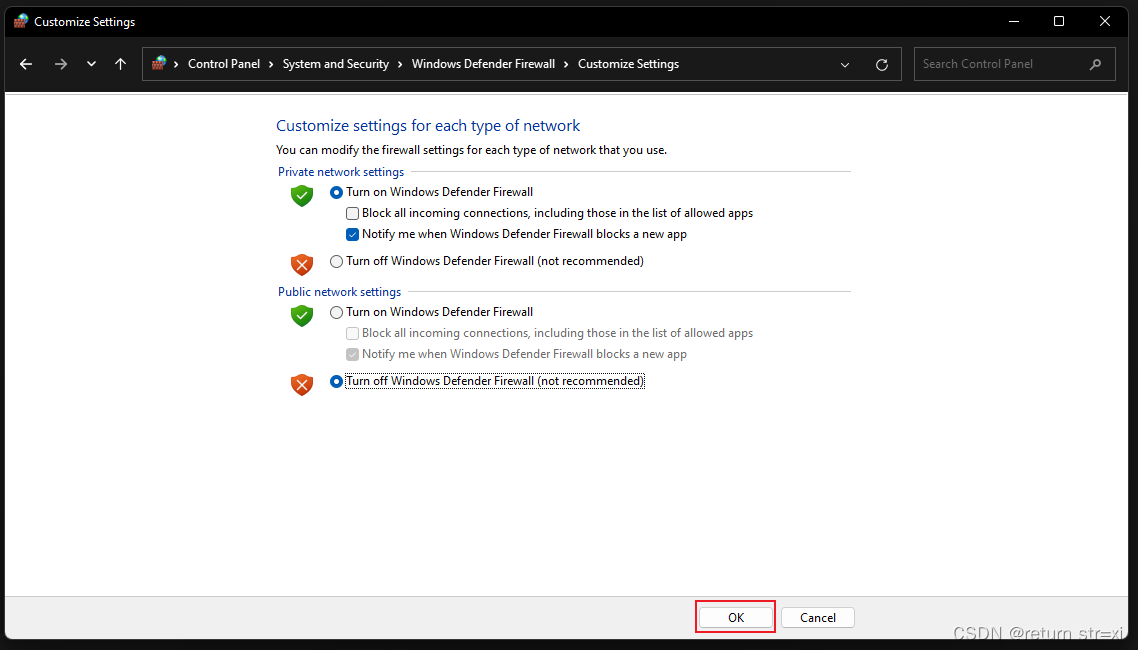 Customize Settings
Control Panel > System and Security > Windows Defender Firewall > Customize Settings
Search Control Panel
Customize settings for each type of network
You can modify the firewall settings for each type of network that you use.
Private network settings
Turn on Windows Defender Firewall
Block all incoming connections, including those in the list of allowed apps
Notify me when Windows Defender Firewall blocks a new app
Turn off Windows Defender Firewall (not recommended)
Public network settings
Turn on Windows Defender Firewall
Block all incoming connections, including those in the list of allowed apps
Notify me when Windows Defender Firewall blocks a new app
Turn off Windows Defender Firewall (not recommended)
OK
Cancel
CSDN @return str=xi